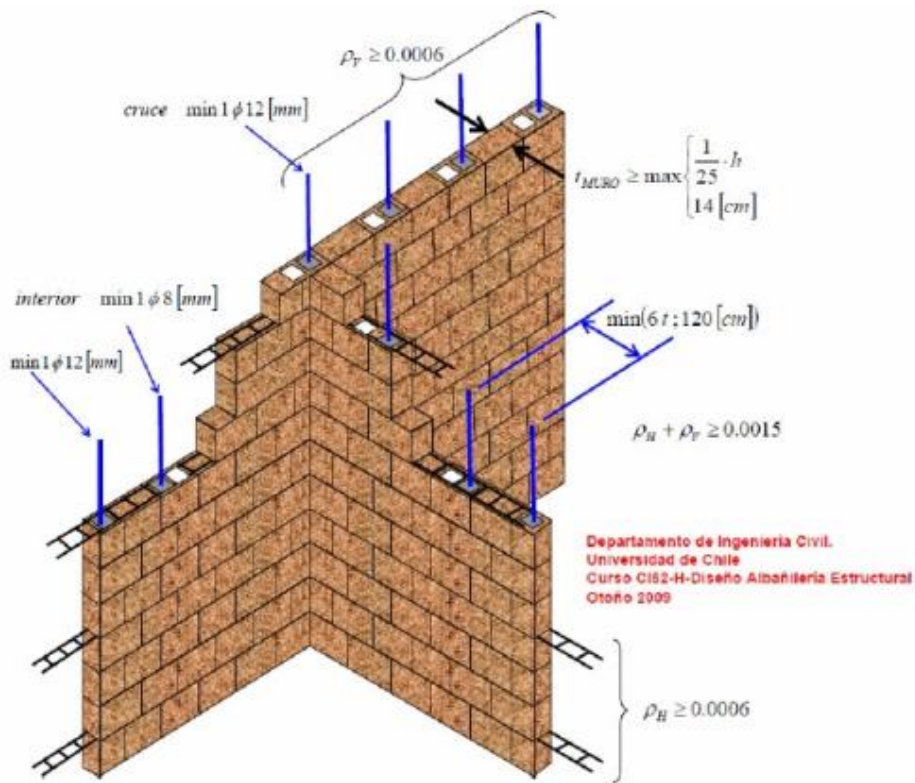 ρ_V ≥ 0.0006
cruce min 1 ϕ 12 [mm]
t_MURO ≥ max { 1/25 · h
14 [cm]
interior min 1 ϕ 8 [mm]
min(6 t ; 120 [cm])
min 1 ϕ 12 [mm]
ρ_H + ρ_V ≥ 0.0015
Departamento de Ingeniería Civil.
Universidad de Chile
Curso CI52-H-Diseño Albañilería Estructural
Otoño 2009
ρ_H ≥ 0.0006